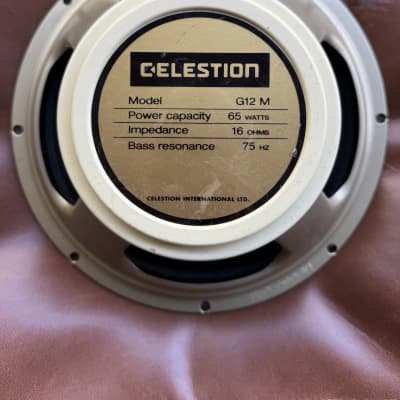 CELESTION
Model G12 M
Power capacity 65 WATTS
Impedance 16 OHMS
Bass resonance 75 HZ
CELESTION INTERNATIONAL LTD.